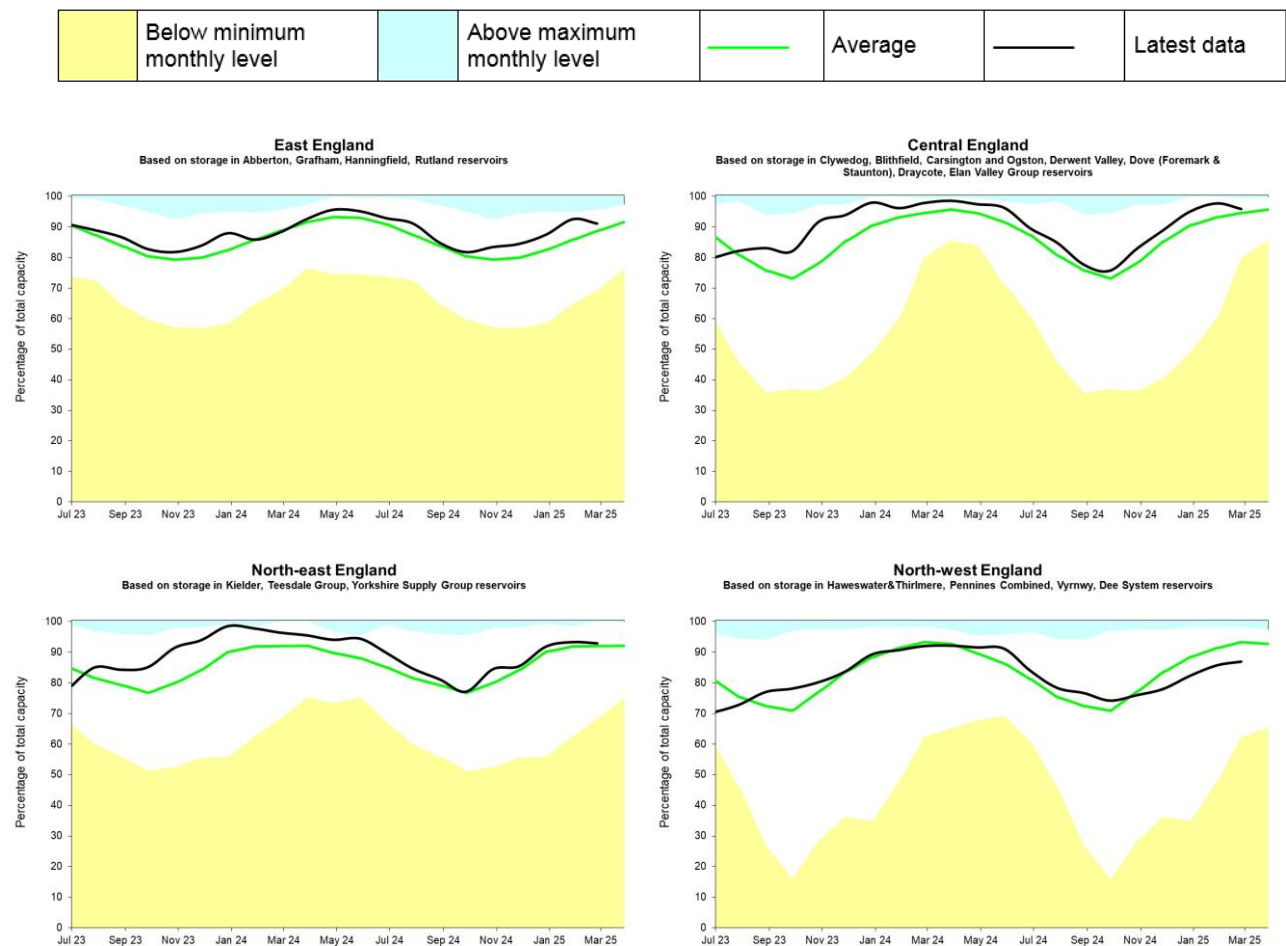 Below minimum
monthly level
Above maximum
monthly level
Average
Latest data
East England
Based on storage in Abberton, Grafham, Hanningfield, Rutland reservoirs
Percentage of total capacity
100
90
80
70
60
50
40
30
20
10
0
Jul 23 Sep 23 Nov 23 Jan 24 Mar 24 May 24 Jul 24 Sep 24 Nov 24 Jan 25 Mar 25
Central England
Based on storage in Clywedog, Blithfield, Carsington and Ogston, Derwent Valley, Dove (Foremark &
Staunton), Draycote, Elan Valley Group reservoirs
Percentage of total capacity
100
90
80
70
60
50
40
30
20
10
0
Jul 23 Sep 23 Nov 23 Jan 24 Mar 24 May 24 Jul 24 Sep 24 Nov 24 Jan 25 Mar 25
North-east England
Based on storage in Kielder, Teesdale Group, Yorkshire Supply Group reservoirs
Percentage of total capacity
100
90
80
70
60
50
40
30
20
10
0
Jul 23 Sep 23 Nov 23 Jan 24 Mar 24 May 24 Jul 24 Sep 24 Nov 24 Jan 25 Mar 25
North-west England
Based on storage in Haweswater&Thirlmere, Pennines Combined, Vyrnwy, Dee System reservoirs
Percentage of total capacity
100
90
80
70
60
50
40
30
20
10
0
Jul 23 Sep 23 Nov 23 Jan 24 Mar 24 May 24 Jul 24 Sep 24 Nov 24 Jan 25 Mar 25